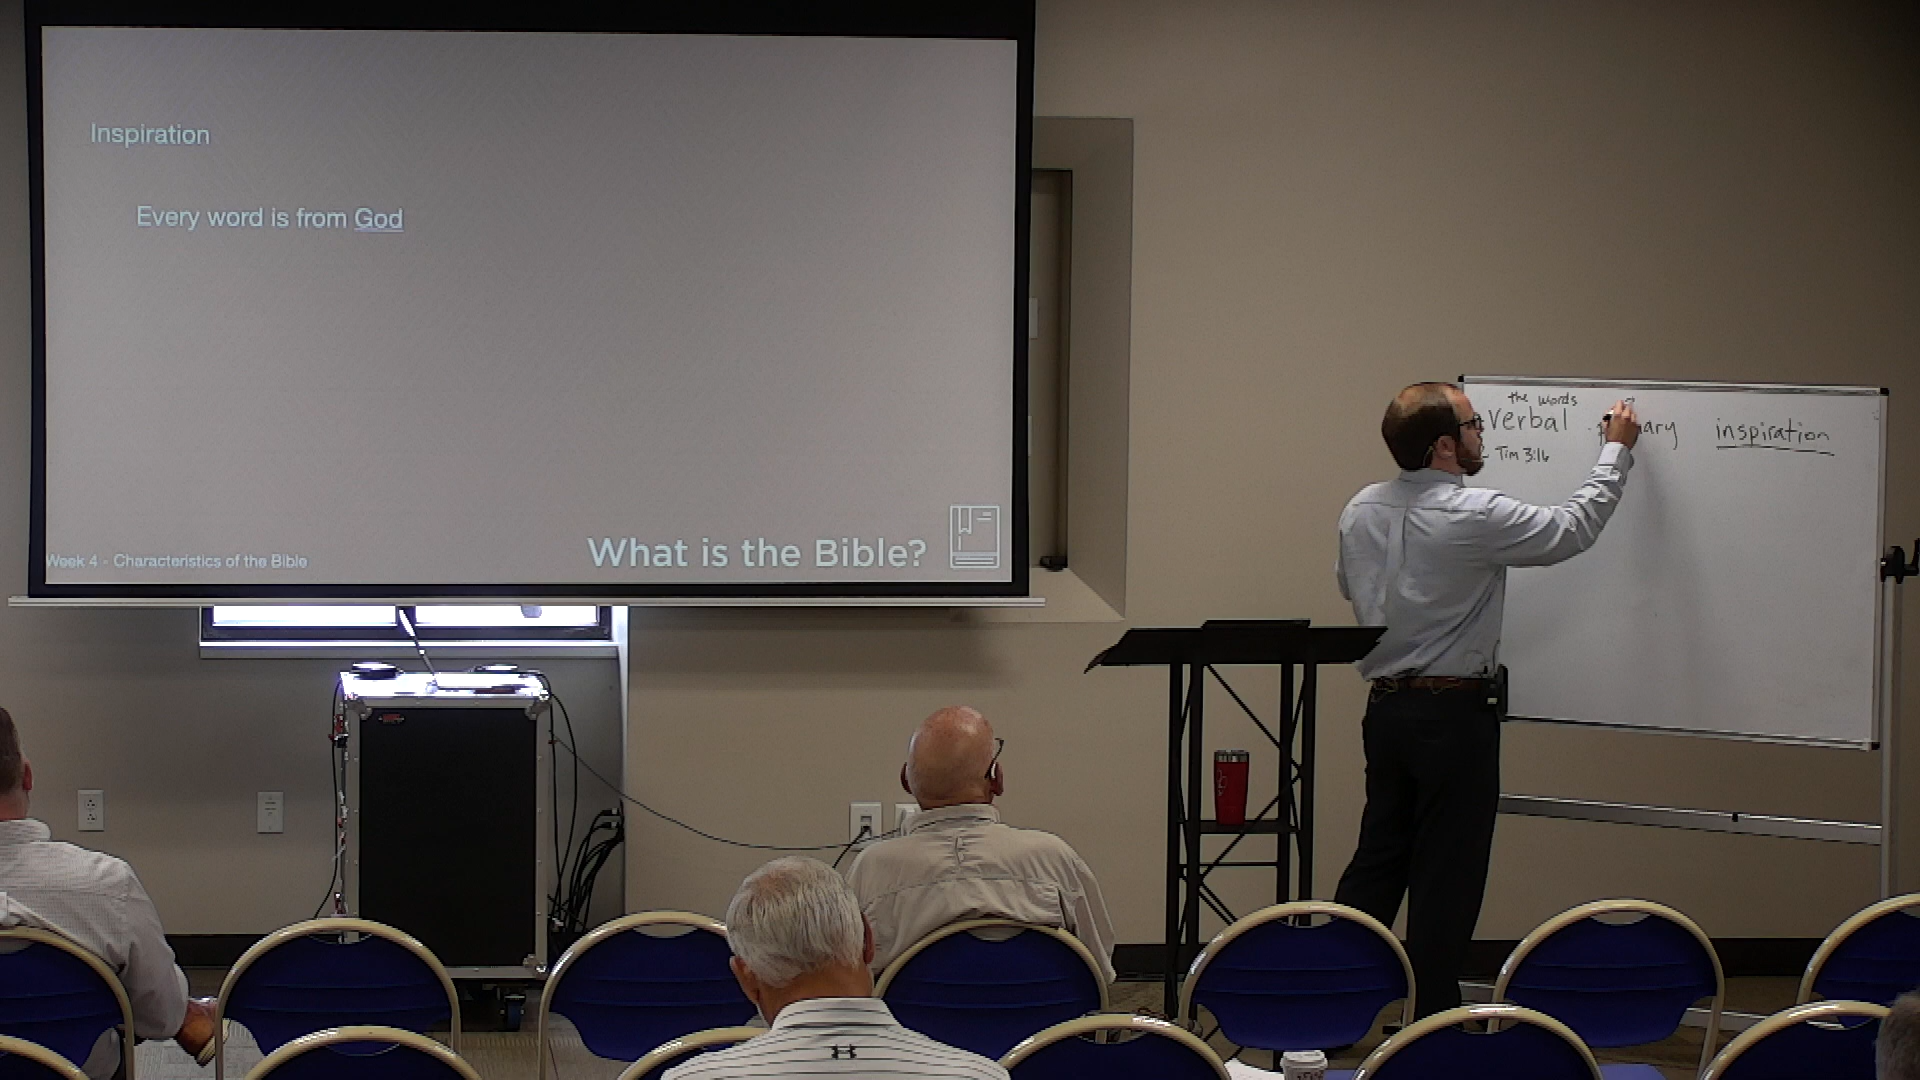 Inspiration
Every word is from God
Week 4 - Characteristics of the Bible
What is the Bible?
the words
verbal inspiration
2 Tim 3:16